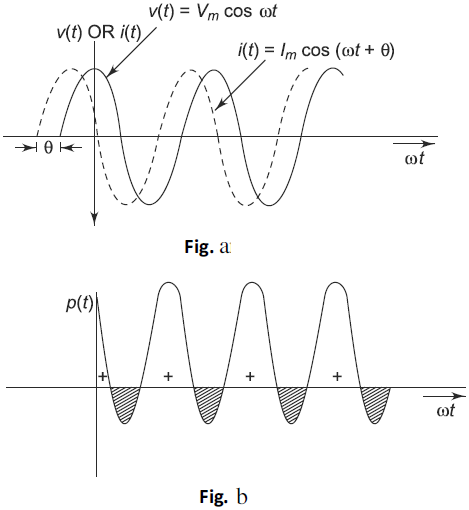 v(t) = Vₘ cos ωt
v(t) OR i(t)
i(t) = Iₘ cos (ωt + θ)
θ
ωt
Fig. a
p(t)
+ + + +
ωt
Fig. b